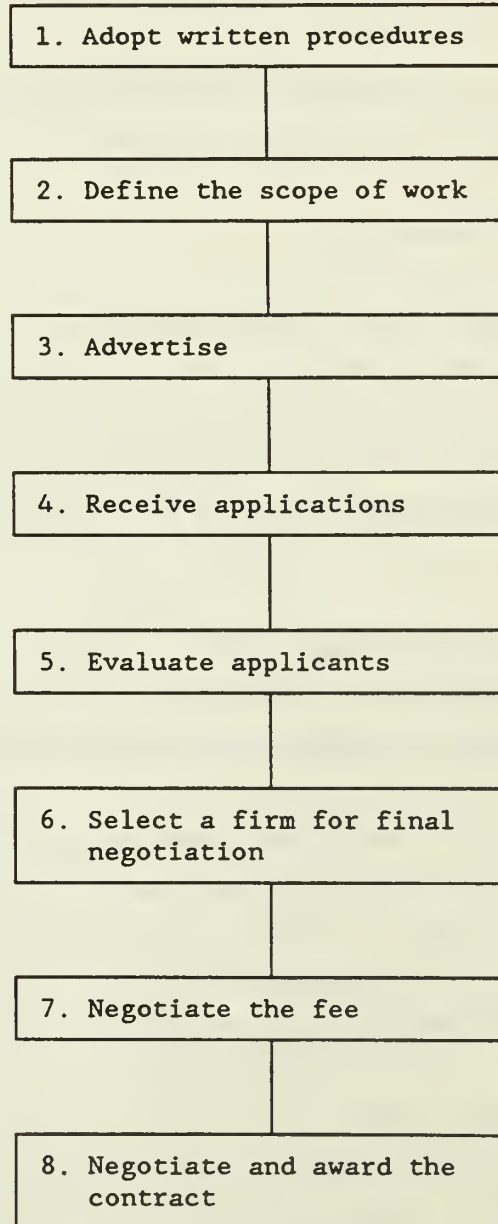 1. Adopt written procedures
2. Define the scope of work
3. Advertise
4. Receive applications
5. Evaluate applicants
6. Select a firm for final
negotiation
7. Negotiate the fee
8. Negotiate and award the
contract